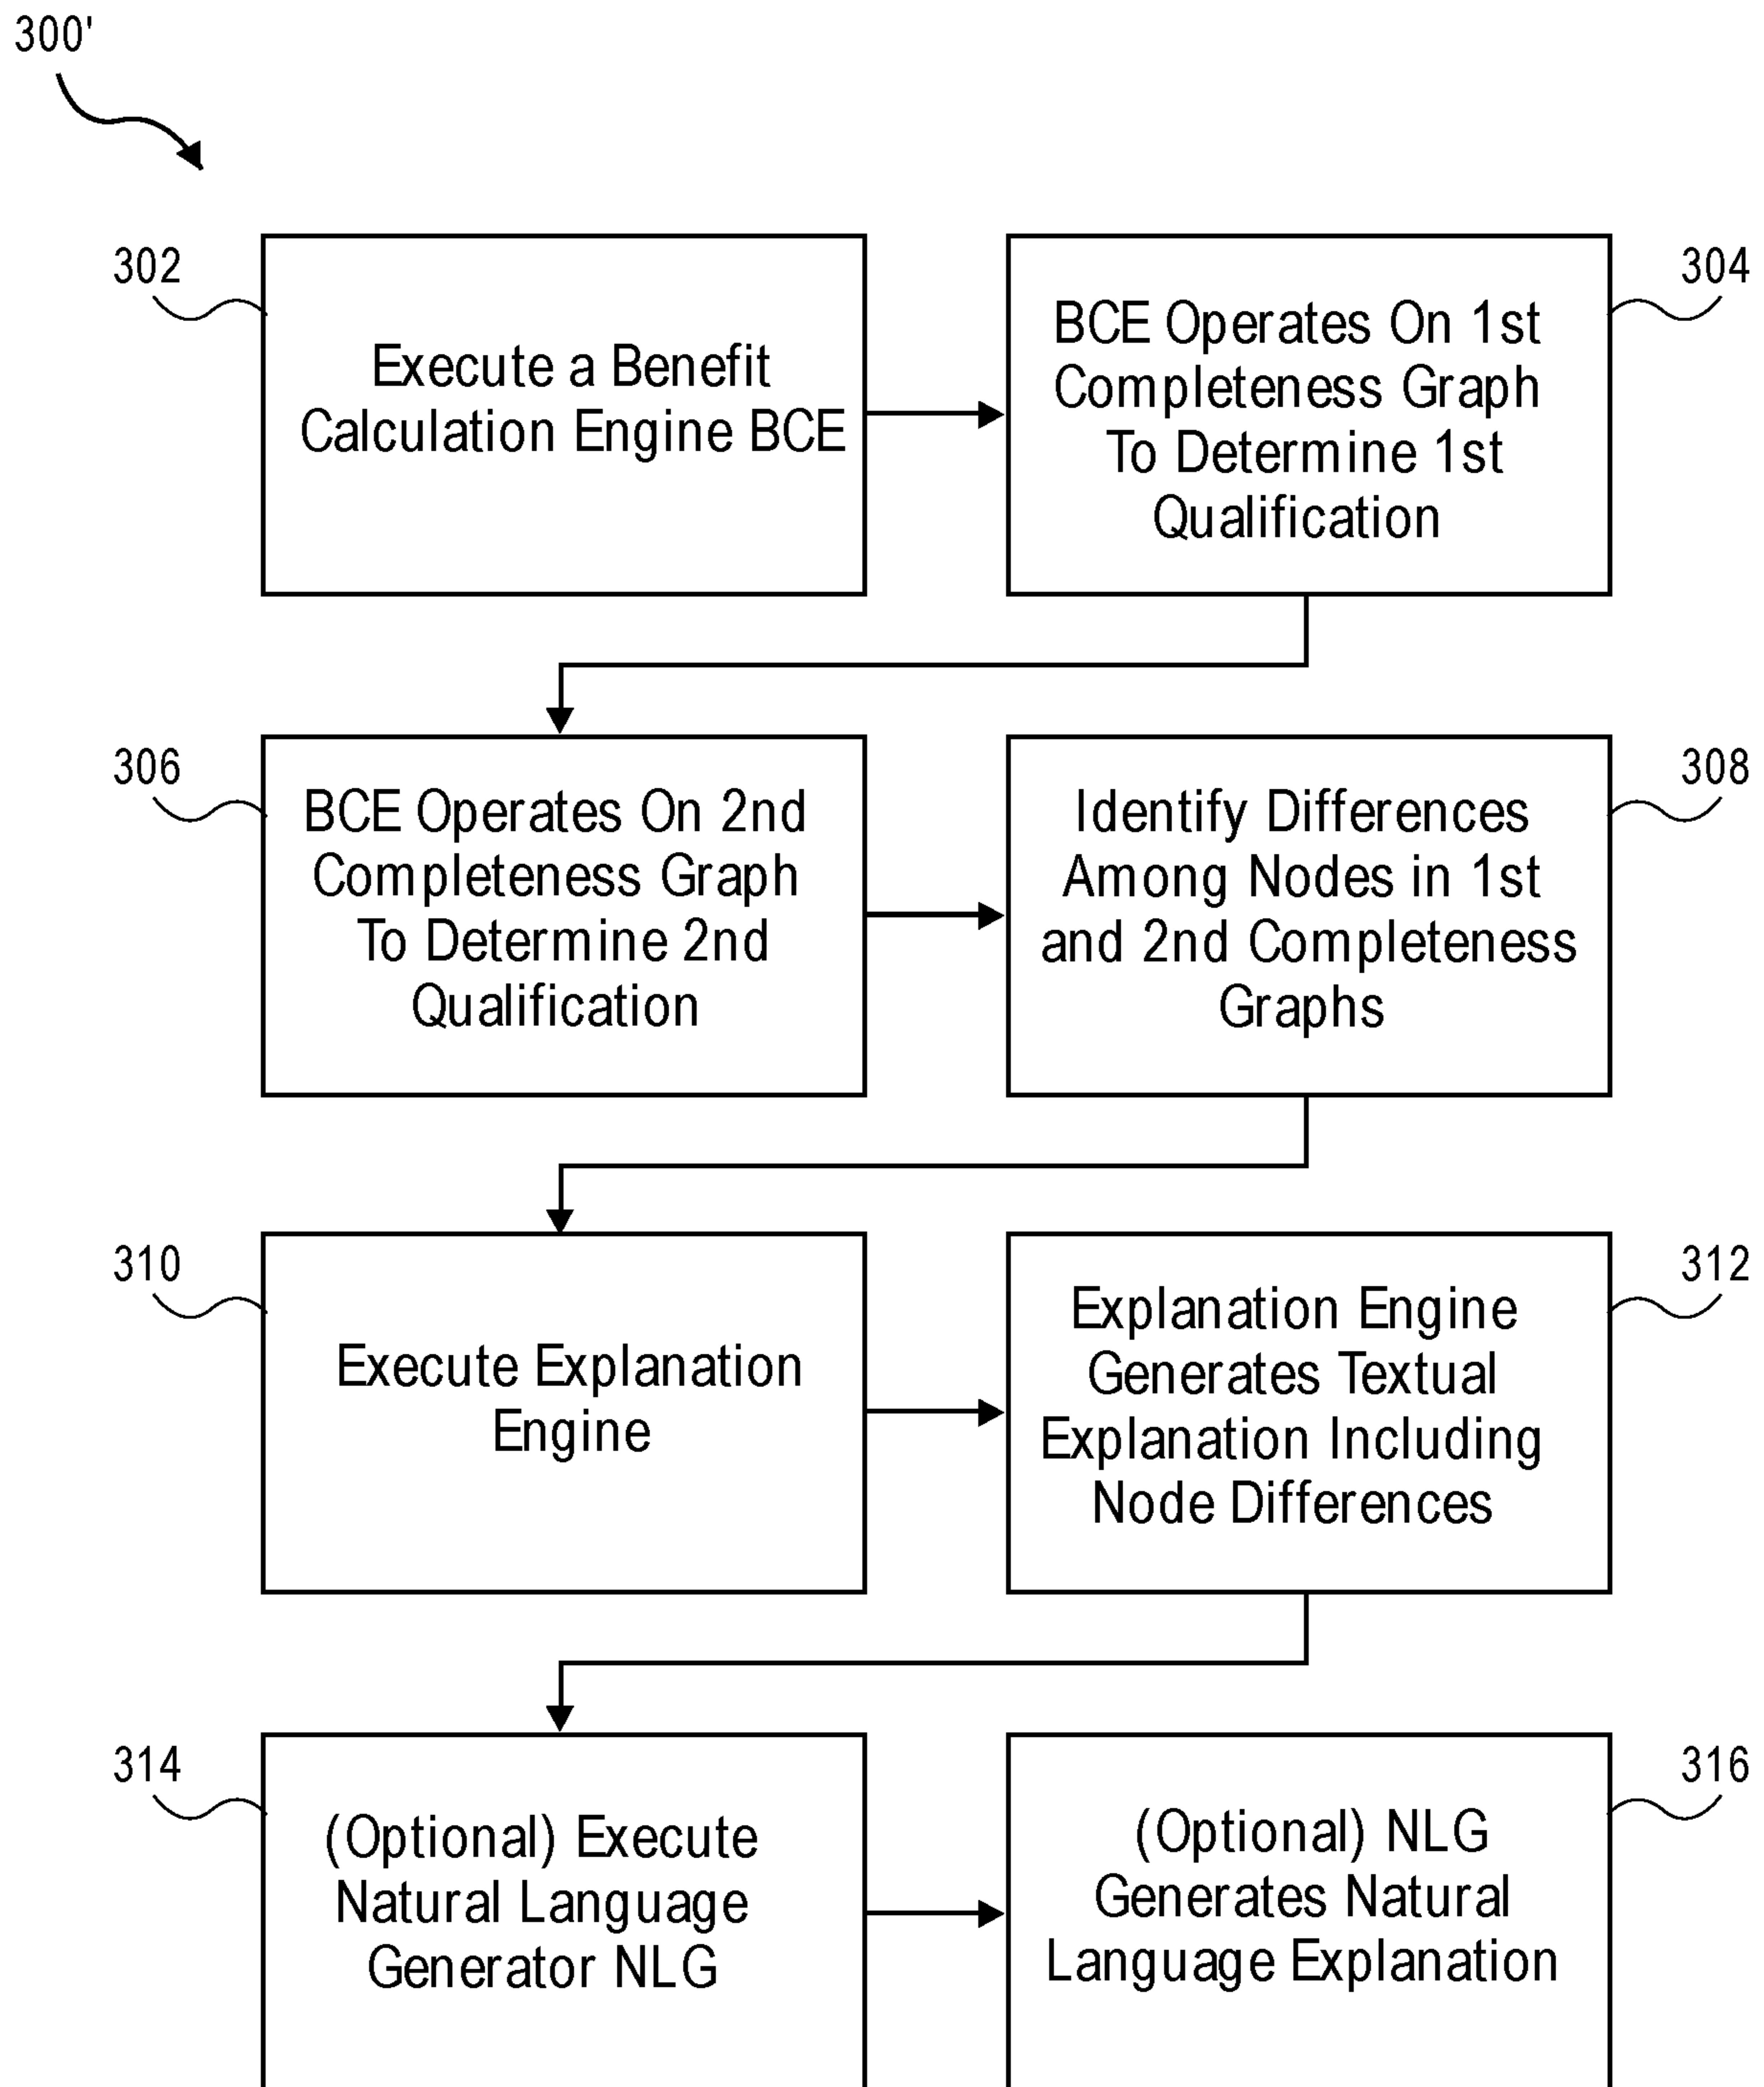 300'
302
Execute a Benefit
Calculation Engine BCE
304
BCE Operates On 1st
Completeness Graph
To Determine 1st
Qualification
306
BCE Operates On 2nd
Completeness Graph
To Determine 2nd
Qualification
308
Identify Differences
Among Nodes in 1st
and 2nd Completeness
Graphs
310
Execute Explanation
Engine
312
Explanation Engine
Generates Textual
Explanation Including
Node Differences
314
(Optional) Execute
Natural Language
Generator NLG
316
(Optional) NLG
Generates Natural
Language Explanation